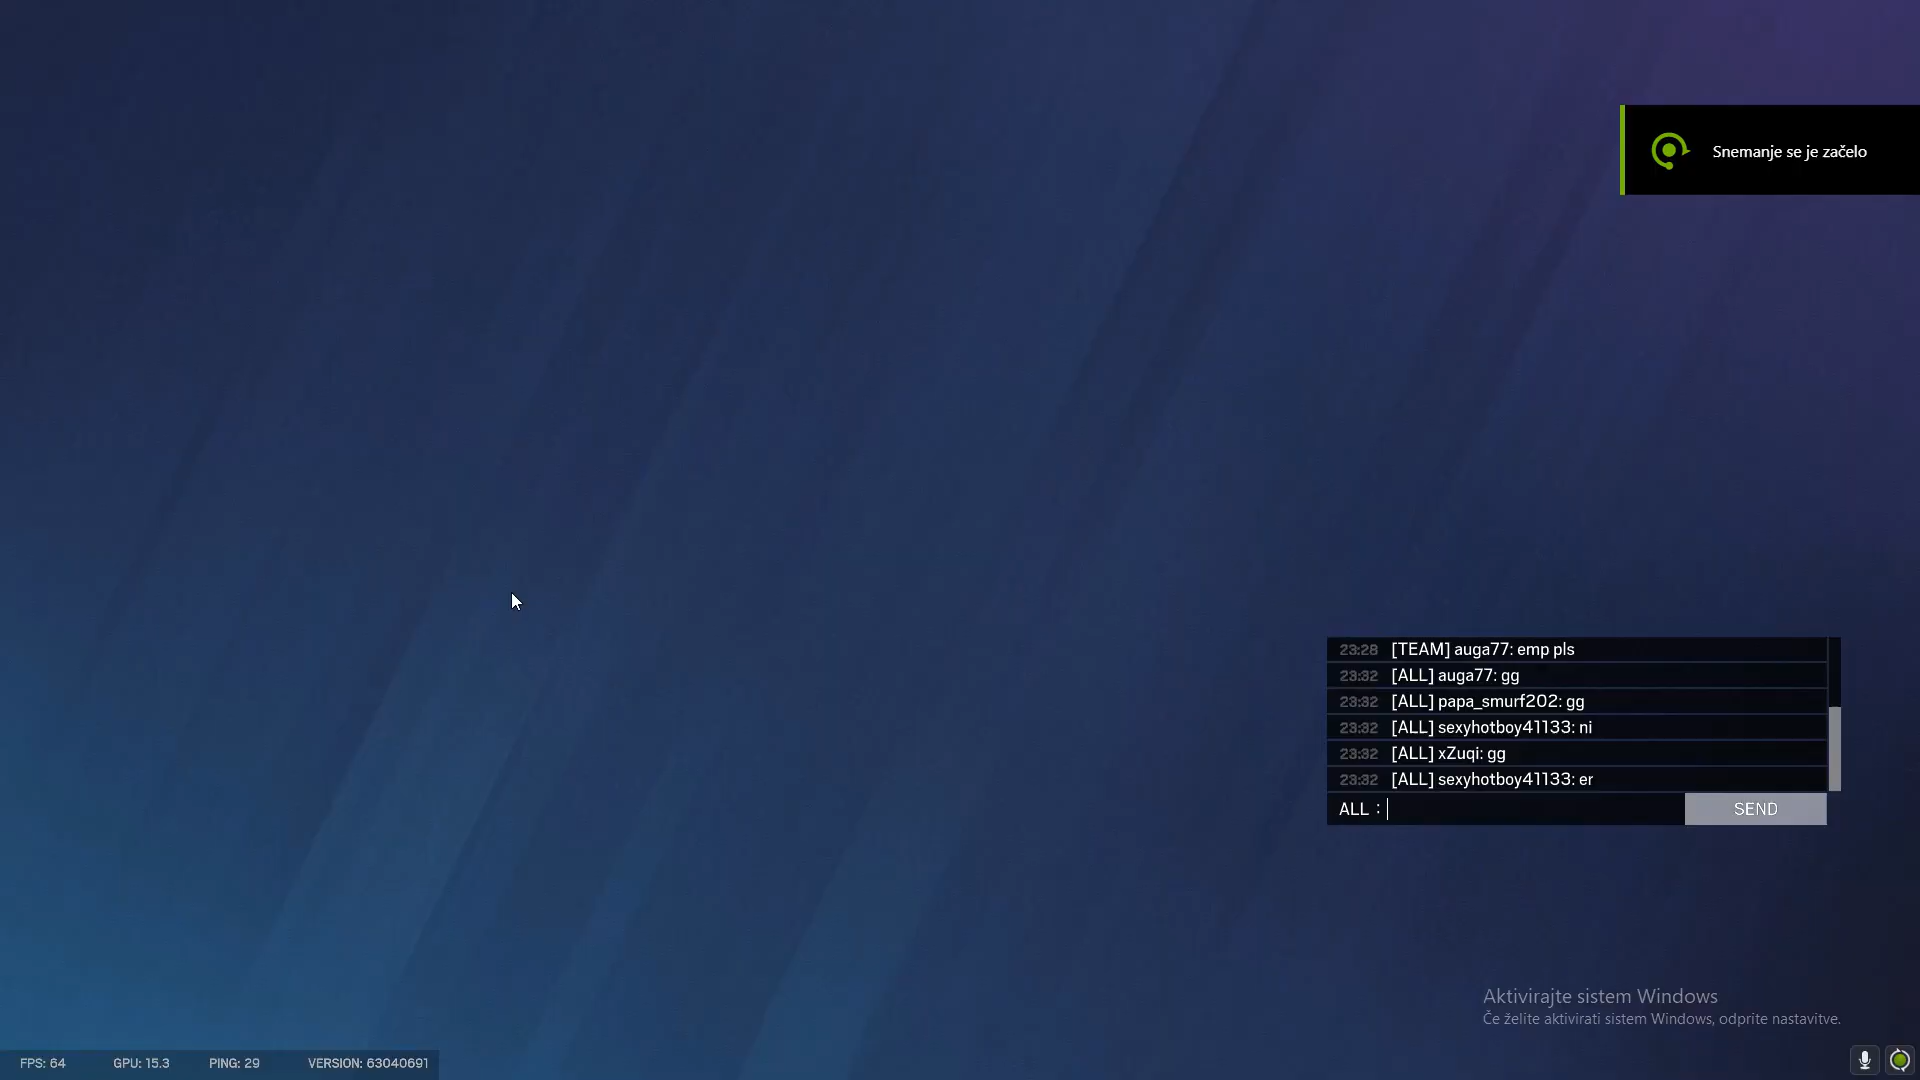 Snemanje se je začelo
23:28 [TEAM] auga77: emp pls
23:32 [ALL] auga77: gg
23:32 [ALL] papa_smurf202: gg
23:32 [ALL] sexyhotboy41133: ni
23:32 [ALL] xZuqi: gg
23:32 [ALL] sexyhotboy41133: er
ALL : SEND
Aktivirajte sistem Windows
Če želite aktivirati sistem Windows, odprite nastavitve.
FPS: 64 GPU: 15.3 PING: 29 VERSION: 63040691